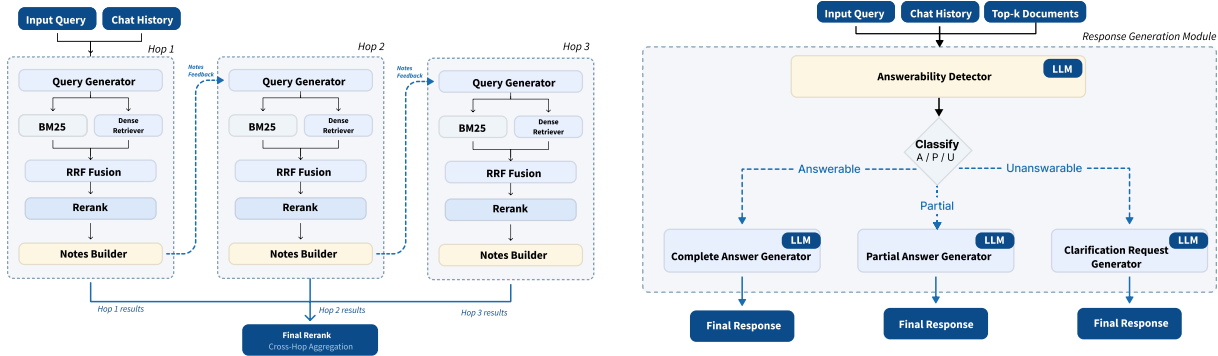 Input Query
Chat History
Hop 1
Query Generator
BM25
Dense
Retriever
RRF Fusion
Rerank
Notes Builder
Notes
Feedback
Hop 2
Query Generator
BM25
Dense
Retriever
RRF Fusion
Rerank
Notes Builder
Notes
Feedback
Hop 3
Query Generator
BM25
Dense
Retriever
RRF Fusion
Rerank
Notes Builder
Hop 1 results
Hop 2 results
Hop 3 results
Final Rerank
Cross-Hop Aggregation
Input Query
Chat History
Top-k Documents
Response Generation Module
LLM
Answerability Detector
Classify
A / P / U
Answerable
Unanswarable
Partial
LLM
Complete Answer Generator
LLM
Partial Answer Generator
LLM
Clarification Request
Generator
Final Response
Final Response
Final Response